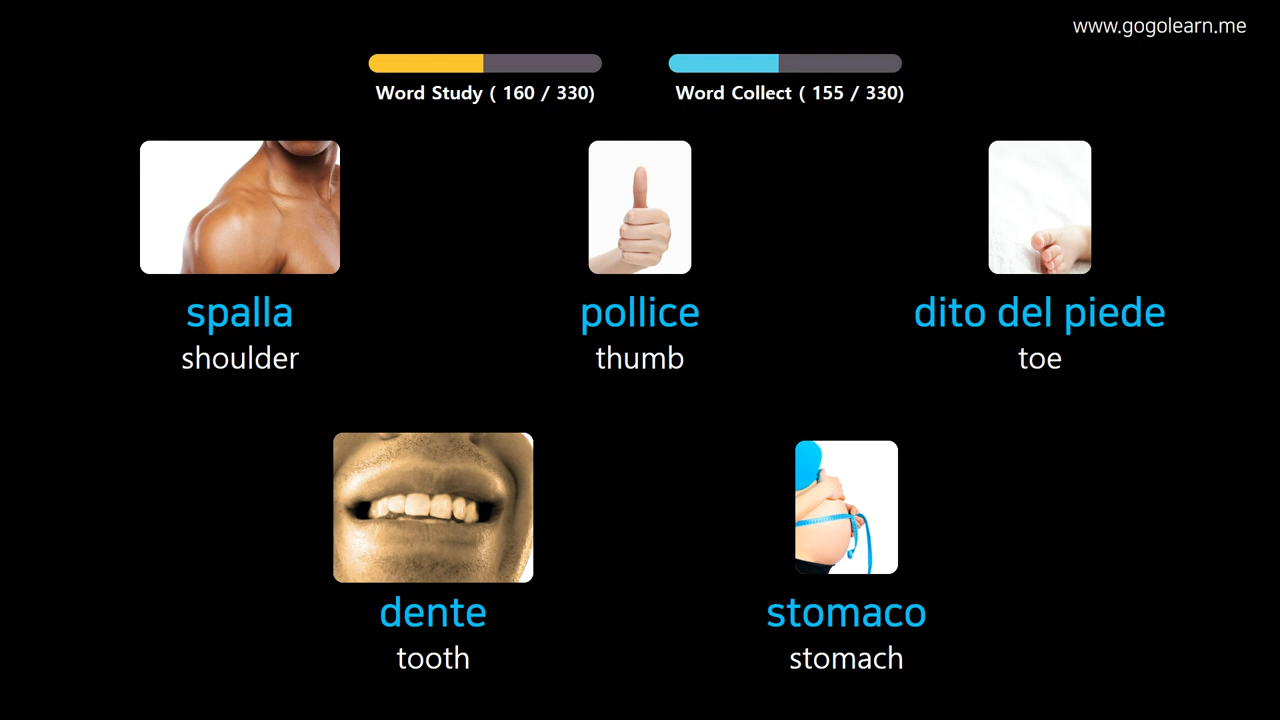 www.gogolearn.me
Word Study ( 160 / 330)
Word Collect ( 155 / 330)
spalla
shoulder
pollice
thumb
dito del piede
toe
dente
tooth
stomaco
stomach